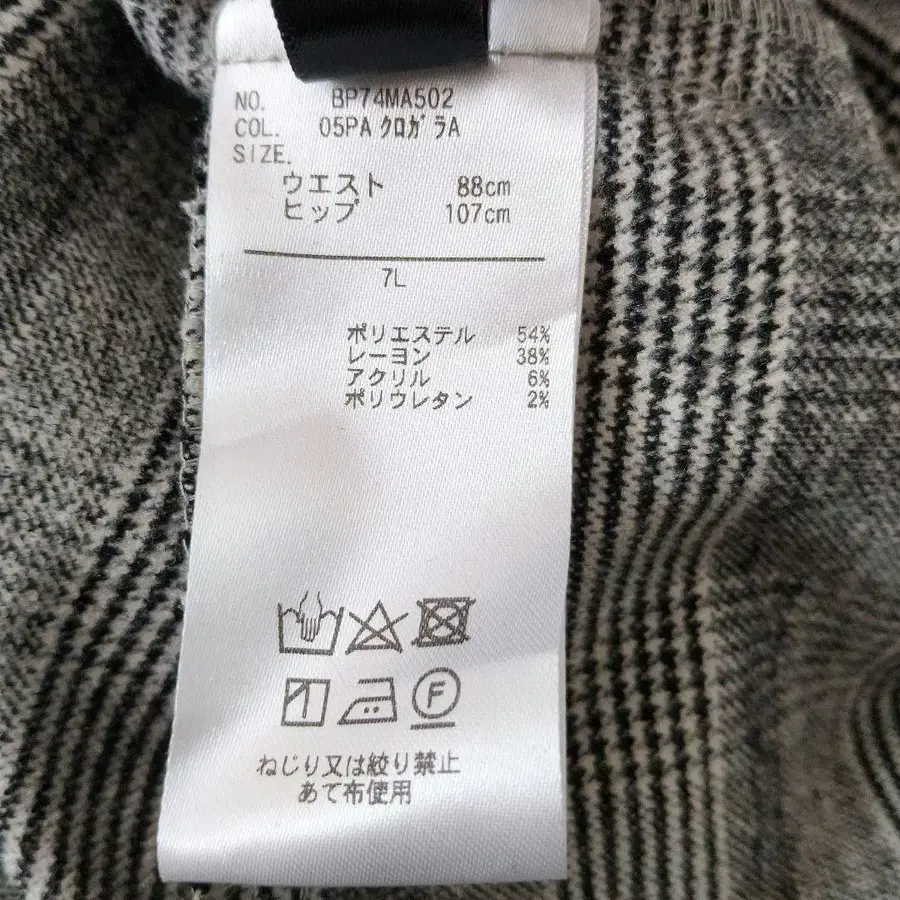 NO. BP74MA502
COL. 05PA クロガラA
SIZE.
ウエスト 88cm
ヒップ 107cm
7L
ポリエステル 54%
レーヨン 38%
アクリル 6%
ポリウレタン 2%
F
ねじり又は絞り禁止
あて布使用